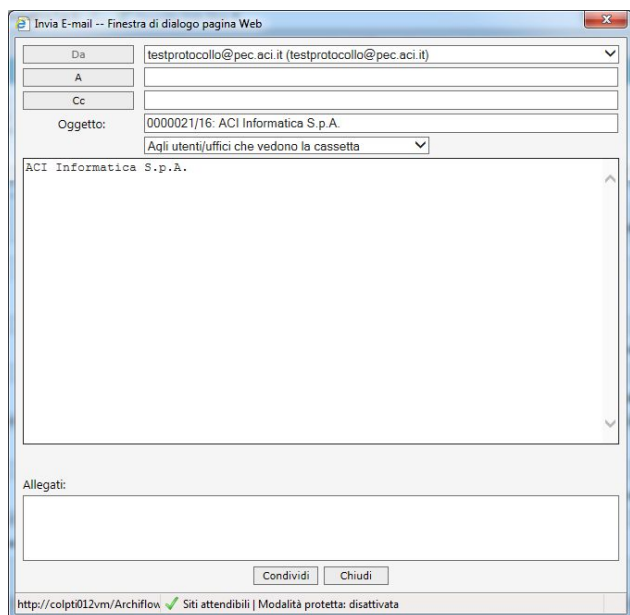 Invia E-mail -- Finestra di dialogo pagina Web
Da
testprotocollo@pec.aci.it (testprotocollo@pec.aci.it)
A
Cc
Oggetto:
0000021/16: ACI Informatica S.p.A.
Agli utenti/uffici che vedono la cassetta
ACI Informatica S.p.A.
Allegati:
Condividi
Chiudi
http://colpti012vm/Archiflow Siti attendibili | Modalità protetta: disattivata